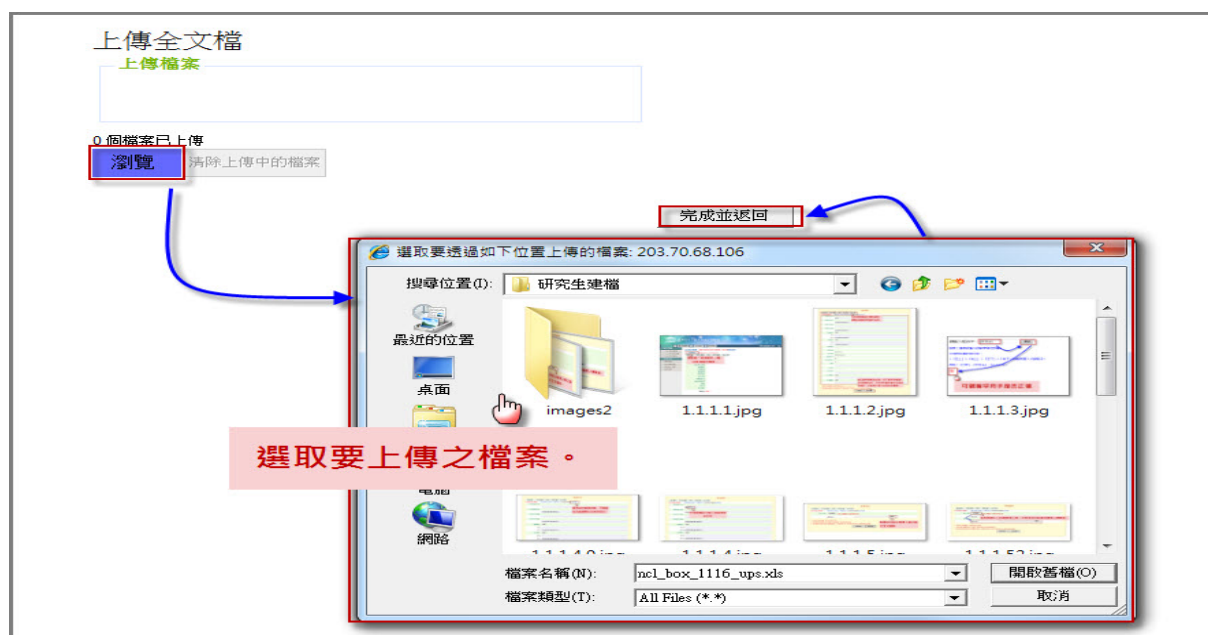 上傳全文檔
上傳檔案
0 個檔案已上傳
瀏覽
清除上傳中的檔案
完成並返回
選取要透過如下位置上傳的檔案: 203.70.68.106
搜尋位置(I):
研究生建檔
最近的位置
桌面
images2
1.1.1.1.jpg
1.1.1.2.jpg
1.1.1.3.jpg
選取要上傳之檔案。
電腦
網路
檔案名稱(N):
ncl_box_1116_ups.xls
開啟舊檔(O)
檔案類型(T):
All Files (*.*)
取消